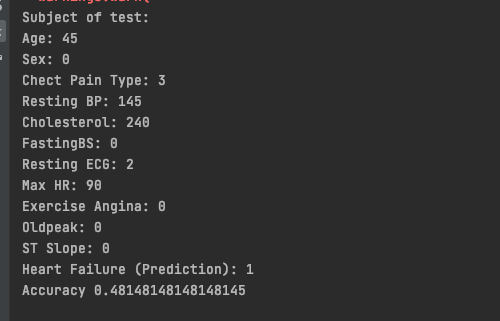 Subject of test:
Age: 45
Sex: 0
Chect Pain Type: 3
Resting BP: 145
Cholesterol: 240
FastingBS: 0
Resting ECG: 2
Max HR: 90
Exercise Angina: 0
Oldpeak: 0
ST Slope: 0
Heart Failure (Prediction): 1
Accuracy 0.48148148148148145